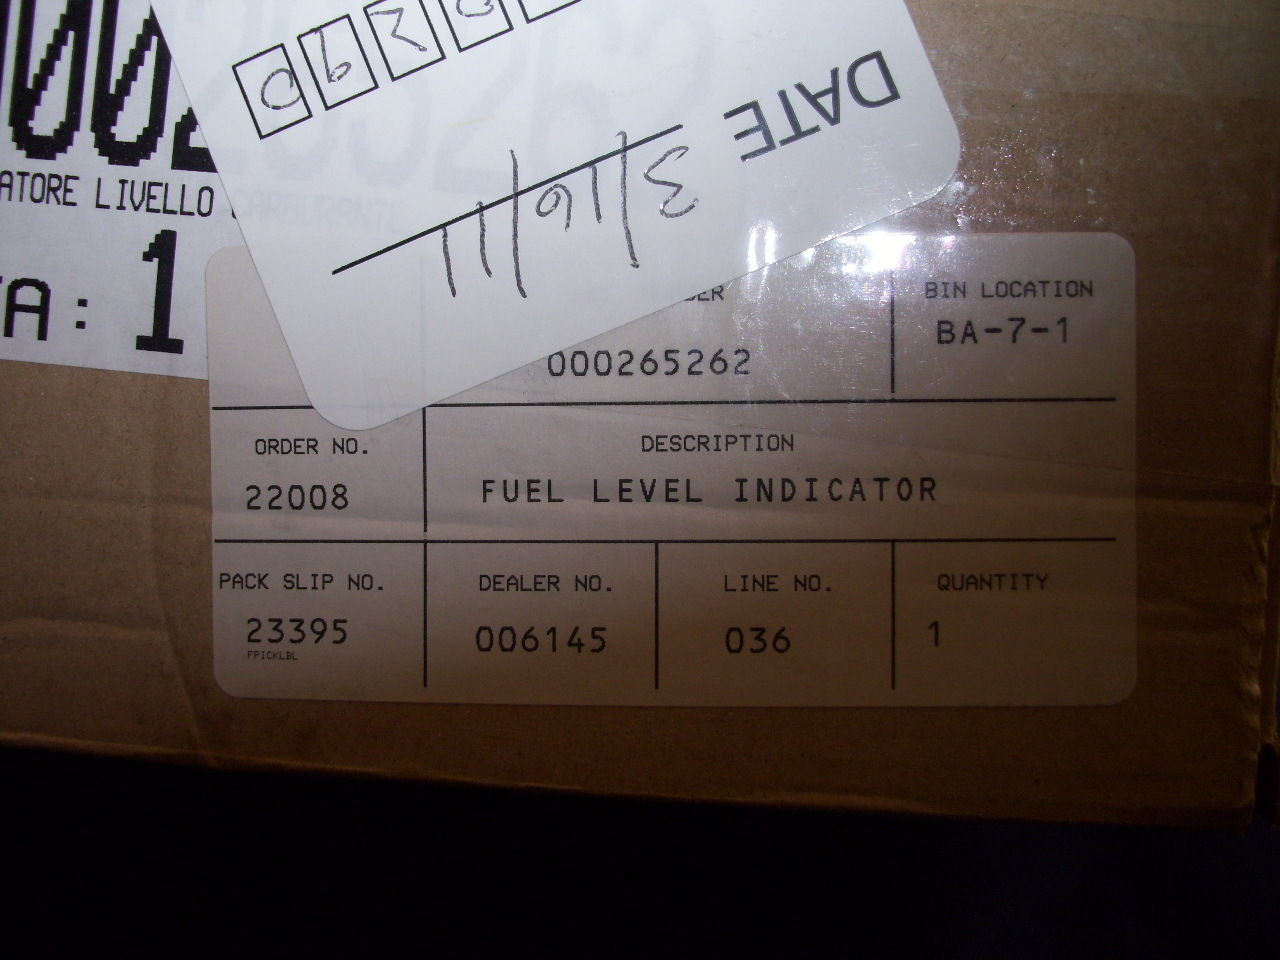 ATORE LIVELLO
TA: 1
DATE 3/16/11
BIN LOCATION
BA-7-1
000265262
ORDER NO.
22008
DESCRIPTION
FUEL LEVEL INDICATOR
PACK SLIP NO.
23395
FPICKLBL
DEALER NO.
006145
LINE NO.
036
QUANTITY
1